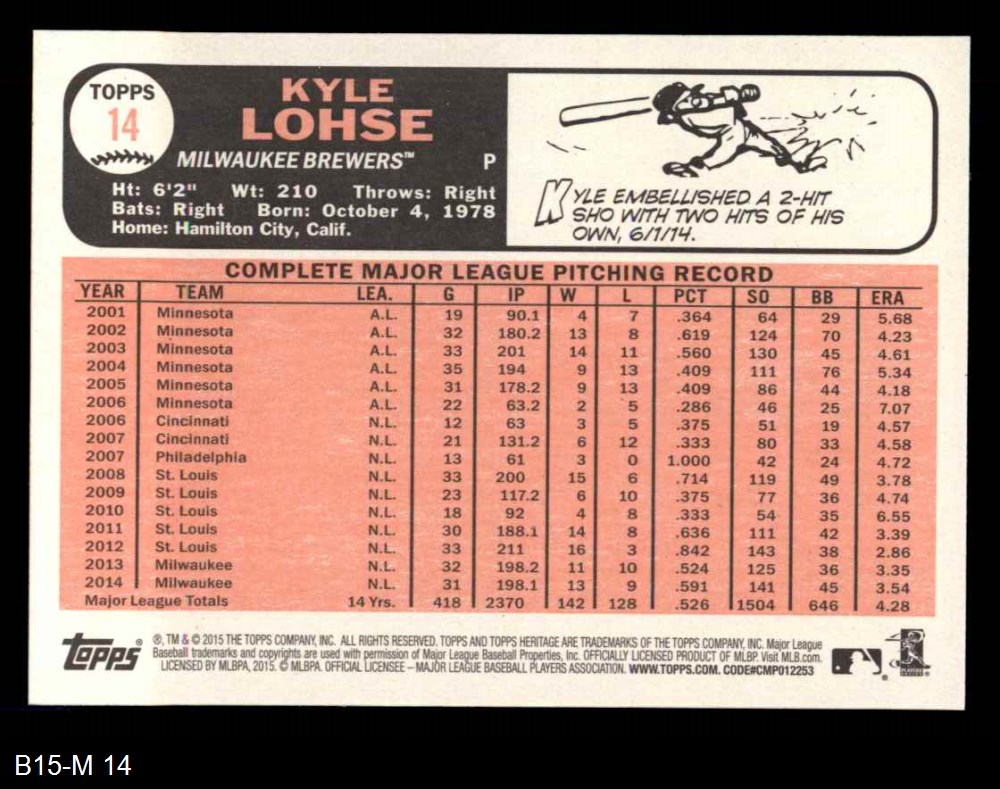 TOPPS
14
KYLE
LOHSE
MILWAUKEE BREWERS™ P
Ht: 6'2" Wt: 210 Throws: Right
Bats: Right Born: October 4, 1978
Home: Hamilton City, Calif.
KYLE EMBELLISHED A 2-HIT
SHO WITH TWO HITS OF HIS
OWN, 6/1/14.
COMPLETE MAJOR LEAGUE PITCHING RECORD
YEAR TEAM LEA. G IP W L PCT SO BB ERA
2001 Minnesota A.L. 19 90.1 4 7 .364 64 29 5.68
2002 Minnesota A.L. 32 180.2 13 8 .619 124 70 4.23
2003 Minnesota A.L. 33 201 14 11 .560 130 45 4.61
2004 Minnesota A.L. 35 194 9 13 .409 111 76 5.34
2005 Minnesota A.L. 31 178.2 9 13 .409 86 44 4.18
2006 Minnesota A.L. 22 63.2 2 5 .286 46 25 7.07
2006 Cincinnati N.L. 12 63 3 5 .375 51 19 4.57
2007 Cincinnati N.L. 21 131.2 6 12 .333 80 33 4.58
2007 Philadelphia N.L. 13 61 3 0 1.000 42 24 4.72
2008 St. Louis N.L. 33 200 15 6 .714 119 49 3.78
2009 St. Louis N.L. 23 117.2 6 10 .375 77 36 4.74
2010 St. Louis N.L. 18 92 4 8 .333 54 35 6.55
2011 St. Louis N.L. 30 188.1 14 8 .636 111 42 3.39
2012 St. Louis N.L. 33 211 16 3 .842 143 38 2.86
2013 Milwaukee N.L. 32 198.2 11 10 .524 125 36 3.35
2014 Milwaukee N.L. 31 198.1 13 9 .591 141 45 3.54
Major League Totals 14 Yrs. 418 2370 142 128 .526 1504 646 4.28
Topps
®, TM & © 2015 THE TOPPS COMPANY, INC. ALL RIGHTS RESERVED. TOPPS AND TOPPS HERITAGE ARE TRADEMARKS OF THE TOPPS COMPANY, INC. Major League
Baseball trademarks and copyrights are used with permission of Major League Baseball Properties, Inc. OFFICIALLY LICENSED PRODUCT OF MLBP. Visit MLB.com.
LICENSED BY MLBPA, 2015. © MLBPA. OFFICIAL LICENSEE – MAJOR LEAGUE BASEBALL PLAYERS ASSOCIATION. WWW.TOPPS.COM. CODE#CMP012253
B15-M 14